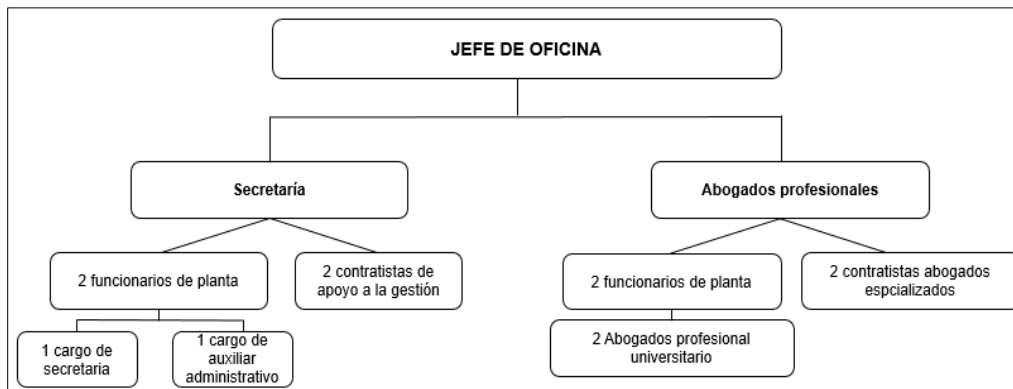 JEFE DE OFICINA
Secretaría
Abogados profesionales
2 funcionarios de planta
2 contratistas de
apoyo a la gestión
2 funcionarios de planta
2 contratistas abogados
espcializados
1 cargo de
secretaria
1 cargo de
auxiliar
administrativo
2 Abogados profesional
universitario